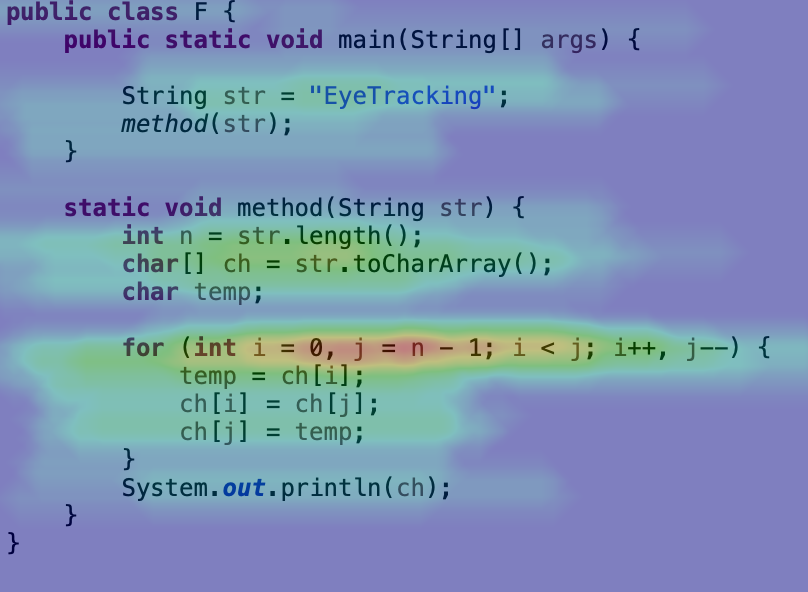 public class F {
    public static void main(String[] args) {
        String str = "EyeTracking";
        method(str);
    }
    static void method(String str) {
        int n = str.length();
        char[] ch = str.toCharArray();
        char temp;
        for (int i = 0, j = n - 1; i < j; i++, j--) {
            temp = ch[i];
            ch[i] = ch[j];
            ch[j] = temp;
        }
        System.out.println(ch);
    }
}